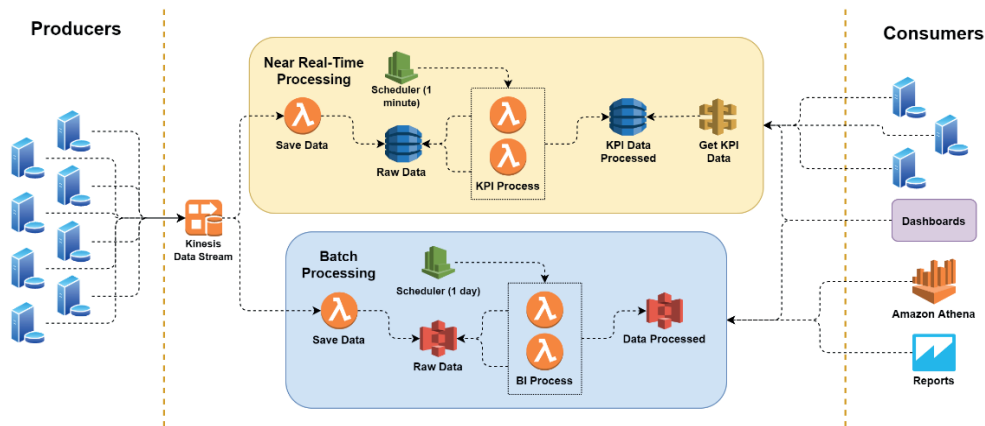 Producers
Consumers
Near Real-Time
Processing
Scheduler (1
minute)
Save Data
Raw Data
KPI Process
KPI Data
Processed
Get KPI
Data
Kinesis
Data Stream
Dashboards
Batch
Processing
Scheduler (1 day)
Save Data
Raw Data
BI Process
Data Processed
Amazon Athena
Reports